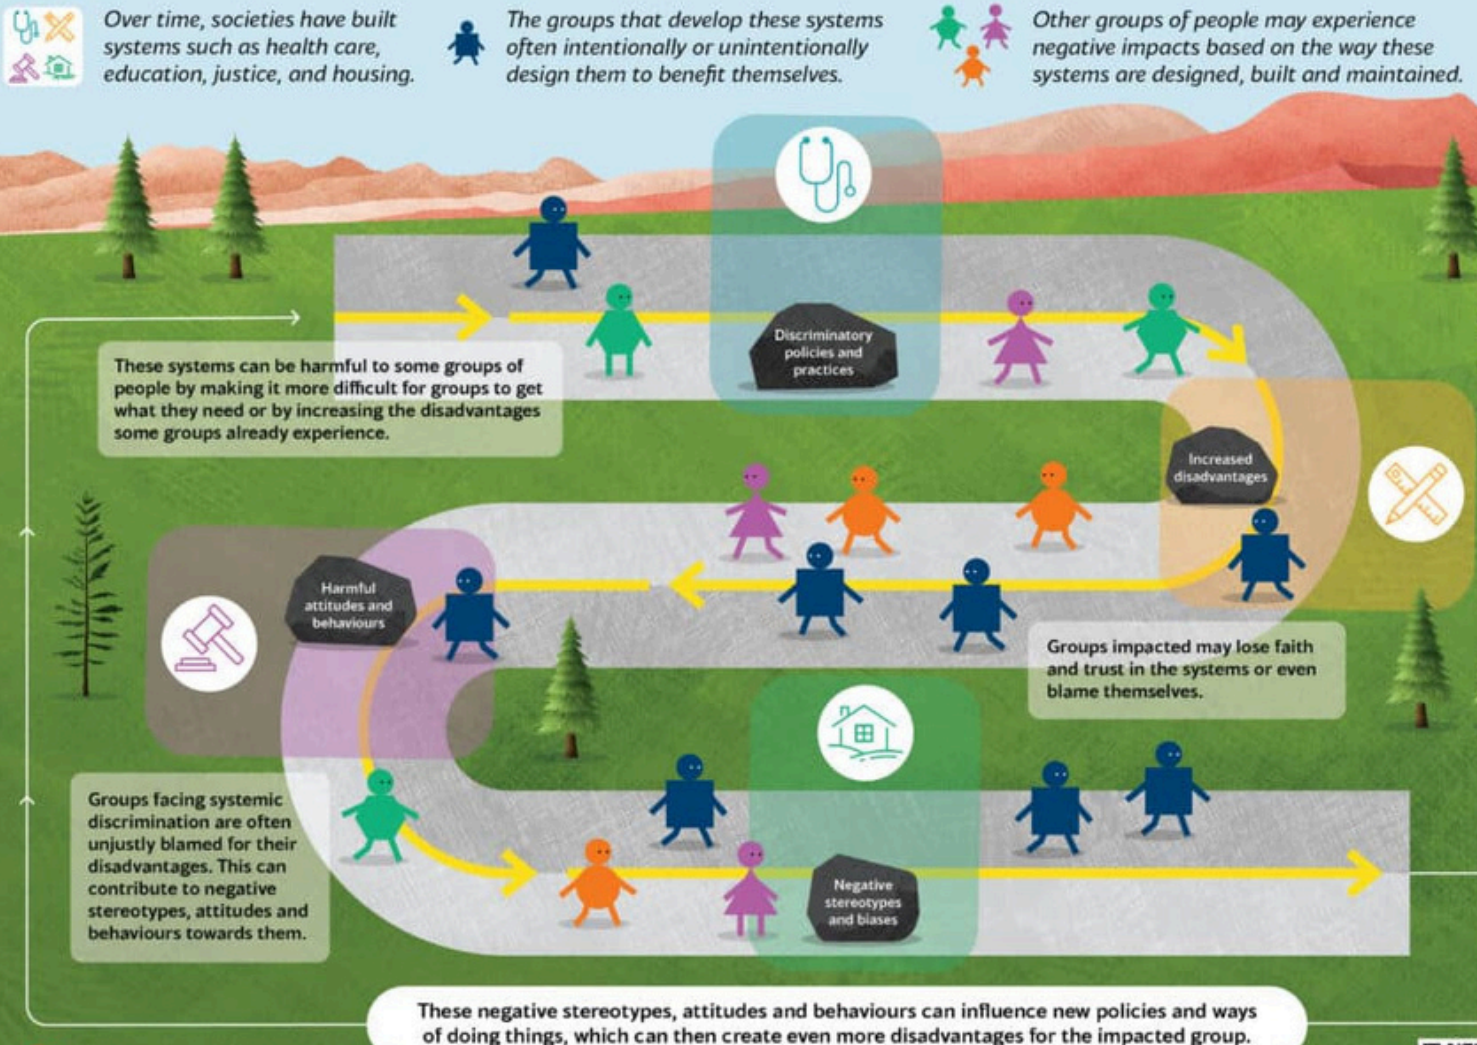 Over time, societies have built
systems such as health care,
education, justice, and housing.
The groups that develop these systems
often intentionally or unintentionally
design them to benefit themselves.
Other groups of people may experience
negative impacts based on the way these
systems are designed, built and maintained.
Discriminatory
policies and
practices
These systems can be harmful to some groups of
people by making it more difficult for groups to get
what they need or by increasing the disadvantages
some groups already experience.
Increased
disadvantages
Harmful
attitudes and
behaviours
Groups impacted may lose faith
and trust in the systems or even
blame themselves.
Groups facing systemic
discrimination are often
unjustly blamed for their
disadvantages. This can
contribute to negative
stereotypes, attitudes and
behaviours towards them.
Negative
stereotypes
and biases
These negative stereotypes, attitudes and behaviours can influence new policies and ways
of doing things, which can then create even more disadvantages for the impacted group.